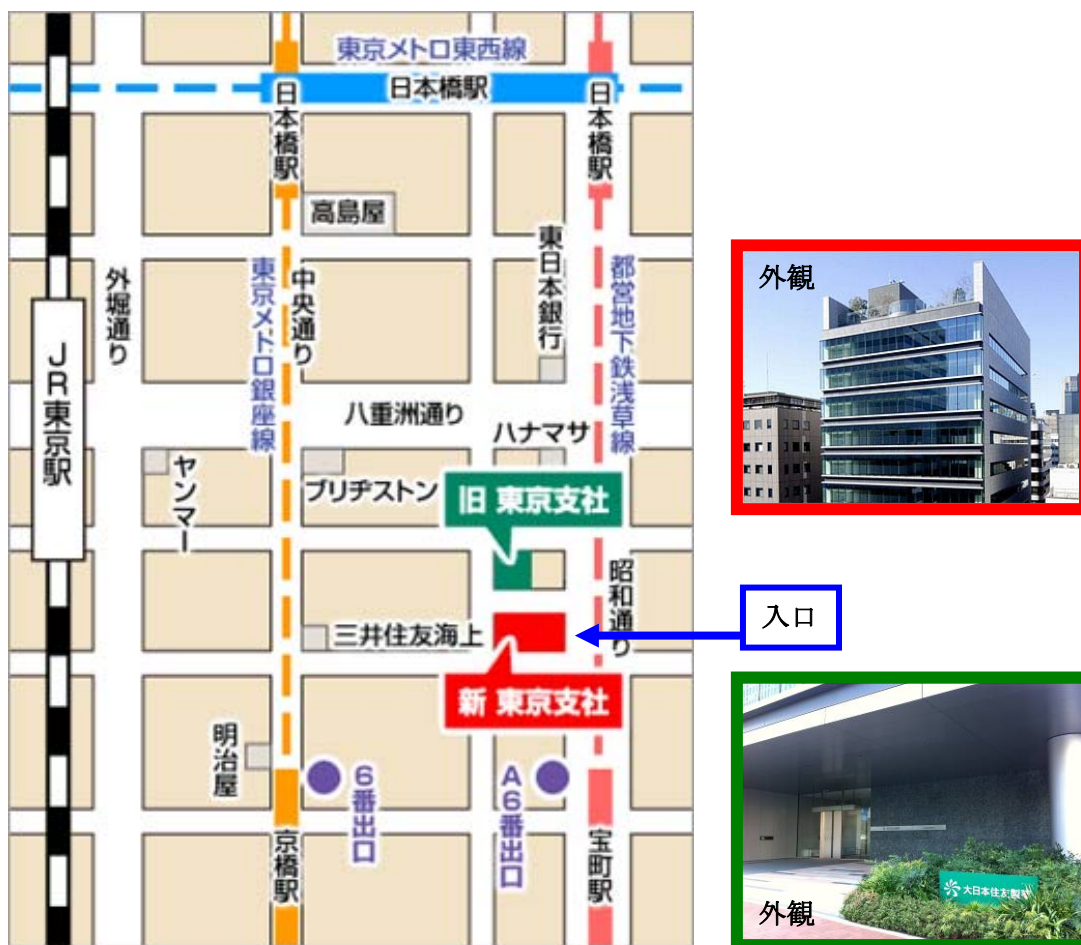 東京メトロ東西線
日本橋駅
日本橋駅
日本橋駅
高島屋
東日本銀行
外堀通り
東京メトロ銀座線
中央通り
都営地下鉄浅草線
JR東京駅
八重洲通り
ハナマサ
ヤンマー
ブリヂストン
旧 東京支社
昭和通り
三井住友海上
新 東京支社
明治屋
6番出口
A6番出口
京橋駅
宝町駅
外観
入口
大日本住友製薬
外観